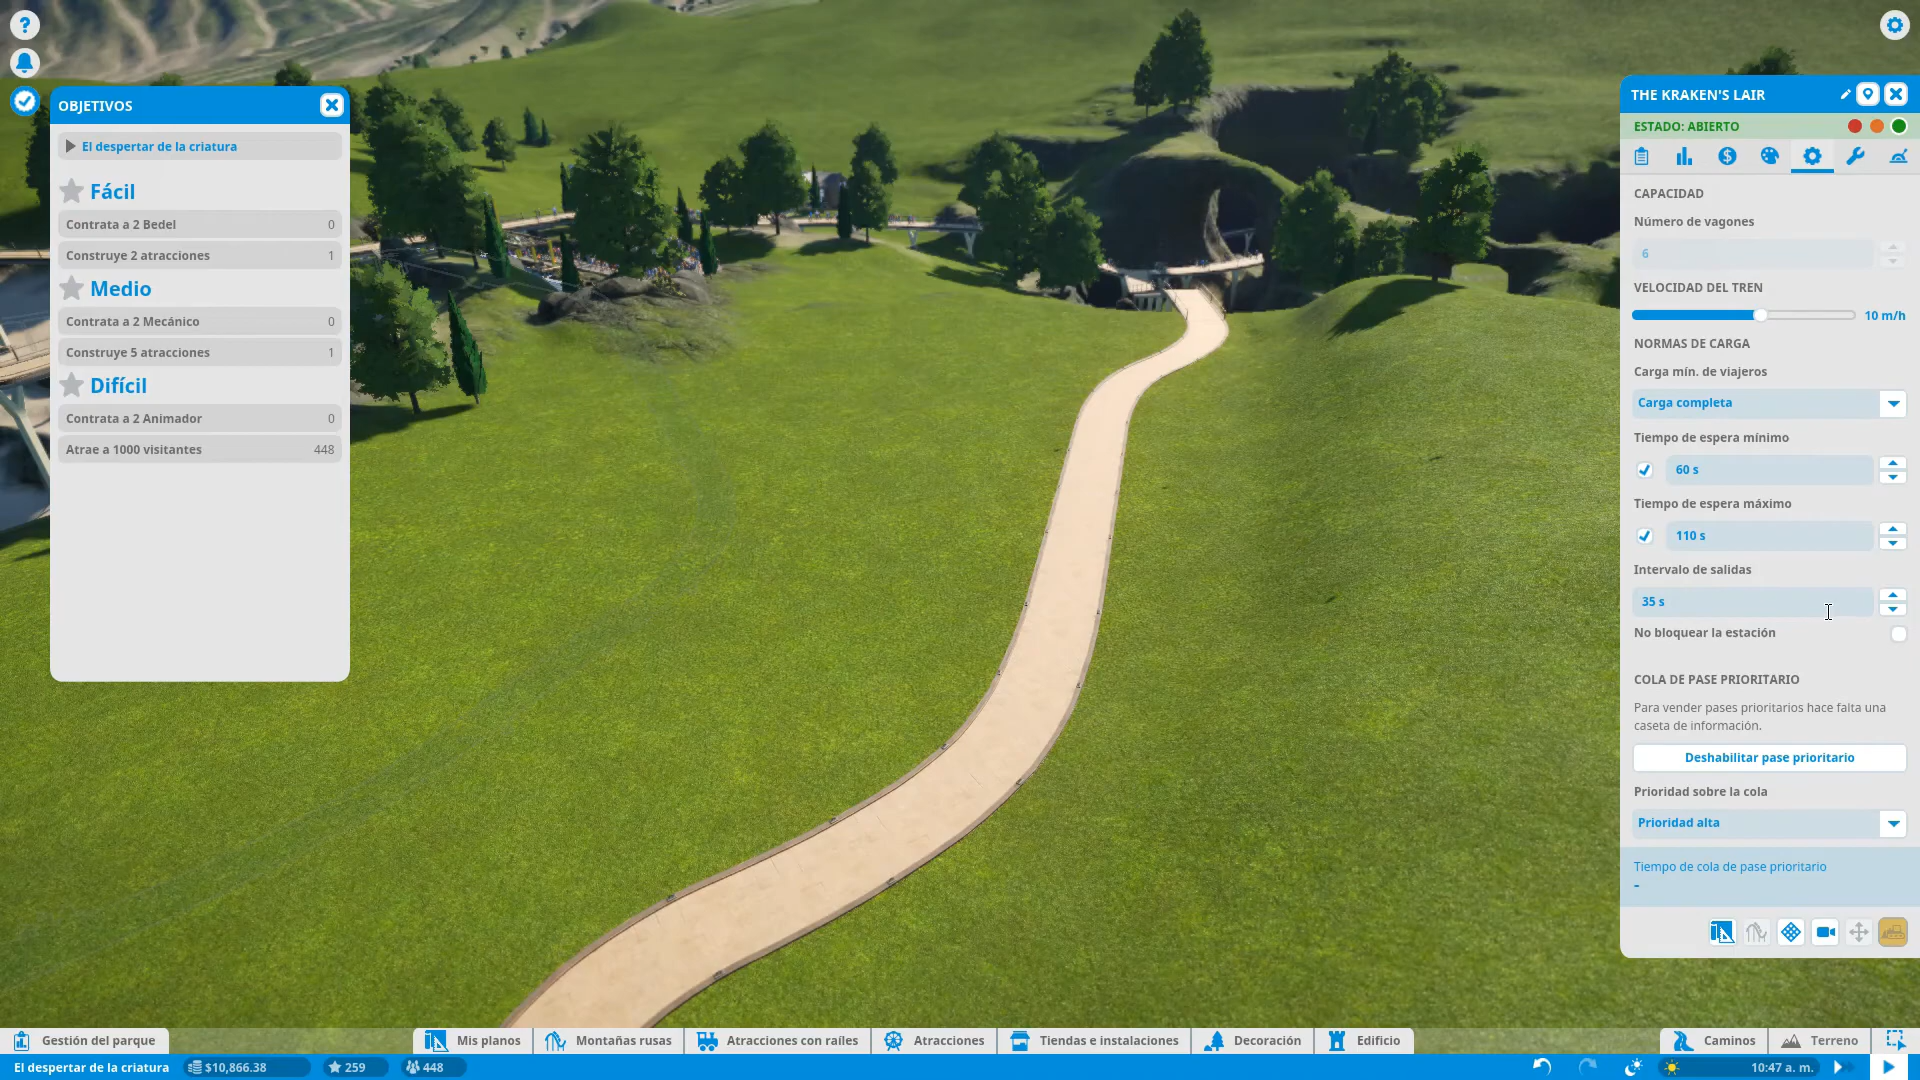 OBJETIVOS
El despertar de la criatura
Fácil
Contrata a 2 Bedel 0
Construye 2 atracciones 1
Medio
Contrata a 2 Mecánico 0
Construye 5 atracciones 1
Difícil
Contrata a 2 Animador 0
Atrae a 1000 visitantes 448
THE KRAKEN'S LAIR
ESTADO: ABIERTO
CAPACIDAD
Número de vagones
6
VELOCIDAD DEL TREN
10 m/h
NORMAS DE CARGA
Carga mín. de viajeros
Carga completa
Tiempo de espera mínimo
60 s
Tiempo de espera máximo
110 s
Intervalo de salidas
35 s
No bloquear la estación
COLA DE PASE PRIORITARIO
Para vender pases prioritarios hace falta una
caseta de información.
Deshabilitar pase prioritario
Prioridad sobre la cola
Prioridad alta
Tiempo de cola de pase prioritario
-
Gestión del parque
Mis planos
Montañas rusas
Atracciones con raíles
Atracciones
Tiendas e instalaciones
Decoración
Edificio
Caminos
Terreno
El despertar de la criatura
$10,866.38
259
448
10:47 a. m.